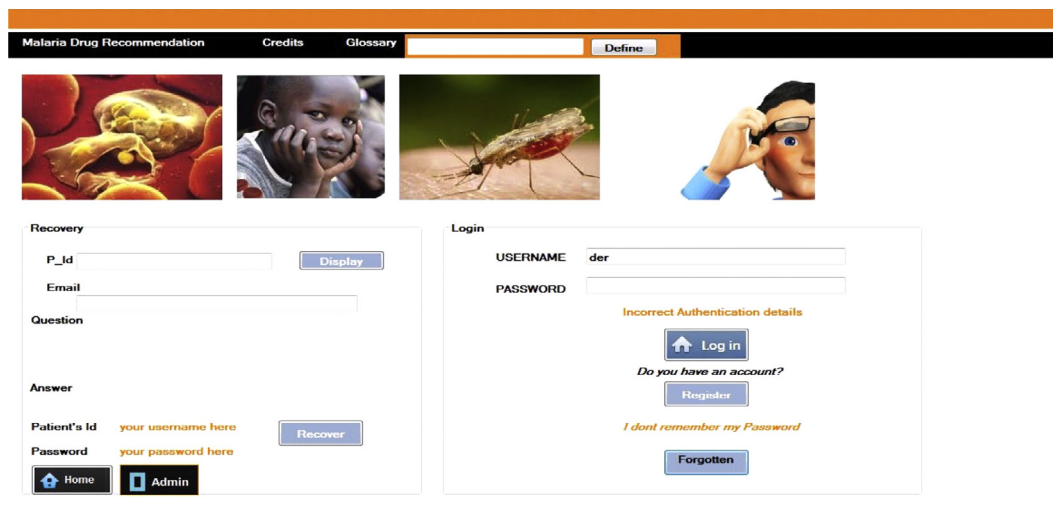 Malaria Drug Recommendation Credits Glossary Define
Recovery
P_Id Display
Email
Question
Answer
Patient's Id your username here
Recover
Password your password here
Home Admin
Login
USERNAME der
PASSWORD
Incorrect Authentication details
Log in
Do you have an account?
Register
I dont remember my Password
Forgotten